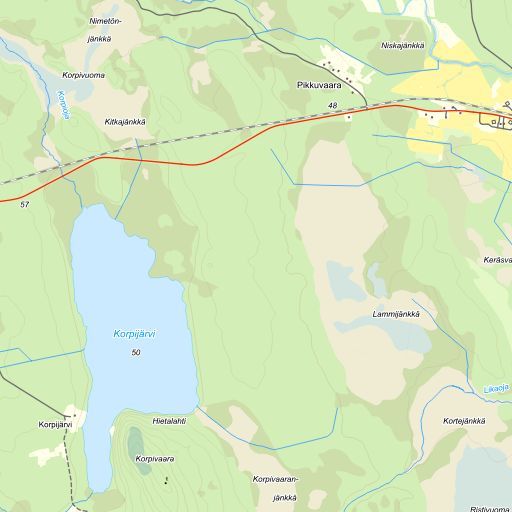 Nimetön-
jänkkä
Niskajänkkä
Korpivuoma
Pikkuvaara
Korpioja
48
Kitkajänkkä
57
Keräsva
Lammijänkkä
Korpijärvi
50
Likaoja
Korpijärvi
Hietalahti
Kortejänkkä
Korpivaara
Korpivaaran-
jänkkä
Ristivuoma